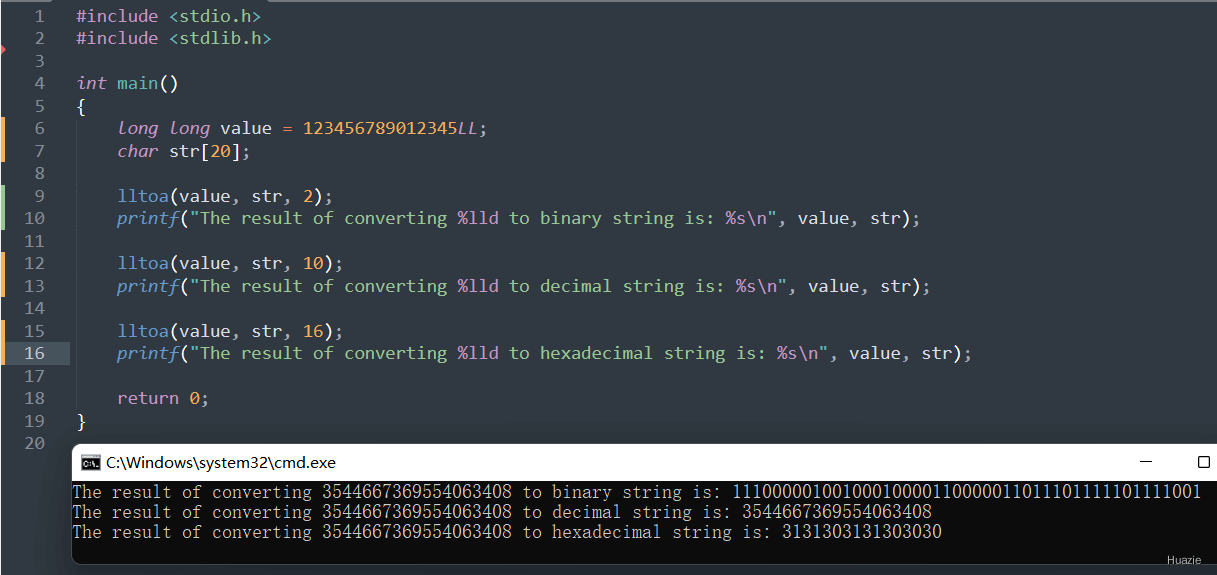 1 #include <stdio.h>
2 #include <stdlib.h>
3
4 int main()
5 {
6 long long value = 123456789012345LL;
7 char str[20];
8
9 lltoa(value, str, 2);
10 printf("The result of converting %lld to binary string is: %s\n", value, str);
11
12 lltoa(value, str, 10);
13 printf("The result of converting %lld to decimal string is: %s\n", value, str);
14
15 lltoa(value, str, 16);
16 printf("The result of converting %lld to hexadecimal string is: %s\n", value, str);
17
18 return 0;
19 }
20
C:\Windows\system32\cmd.exe
The result of converting 3544667369554063408 to binary string is: 11100000100100010000110000011011101111101111001
The result of converting 3544667369554063408 to decimal string is: 3544667369554063408
The result of converting 3544667369554063408 to hexadecimal string is: 3131303131303030
Huazie